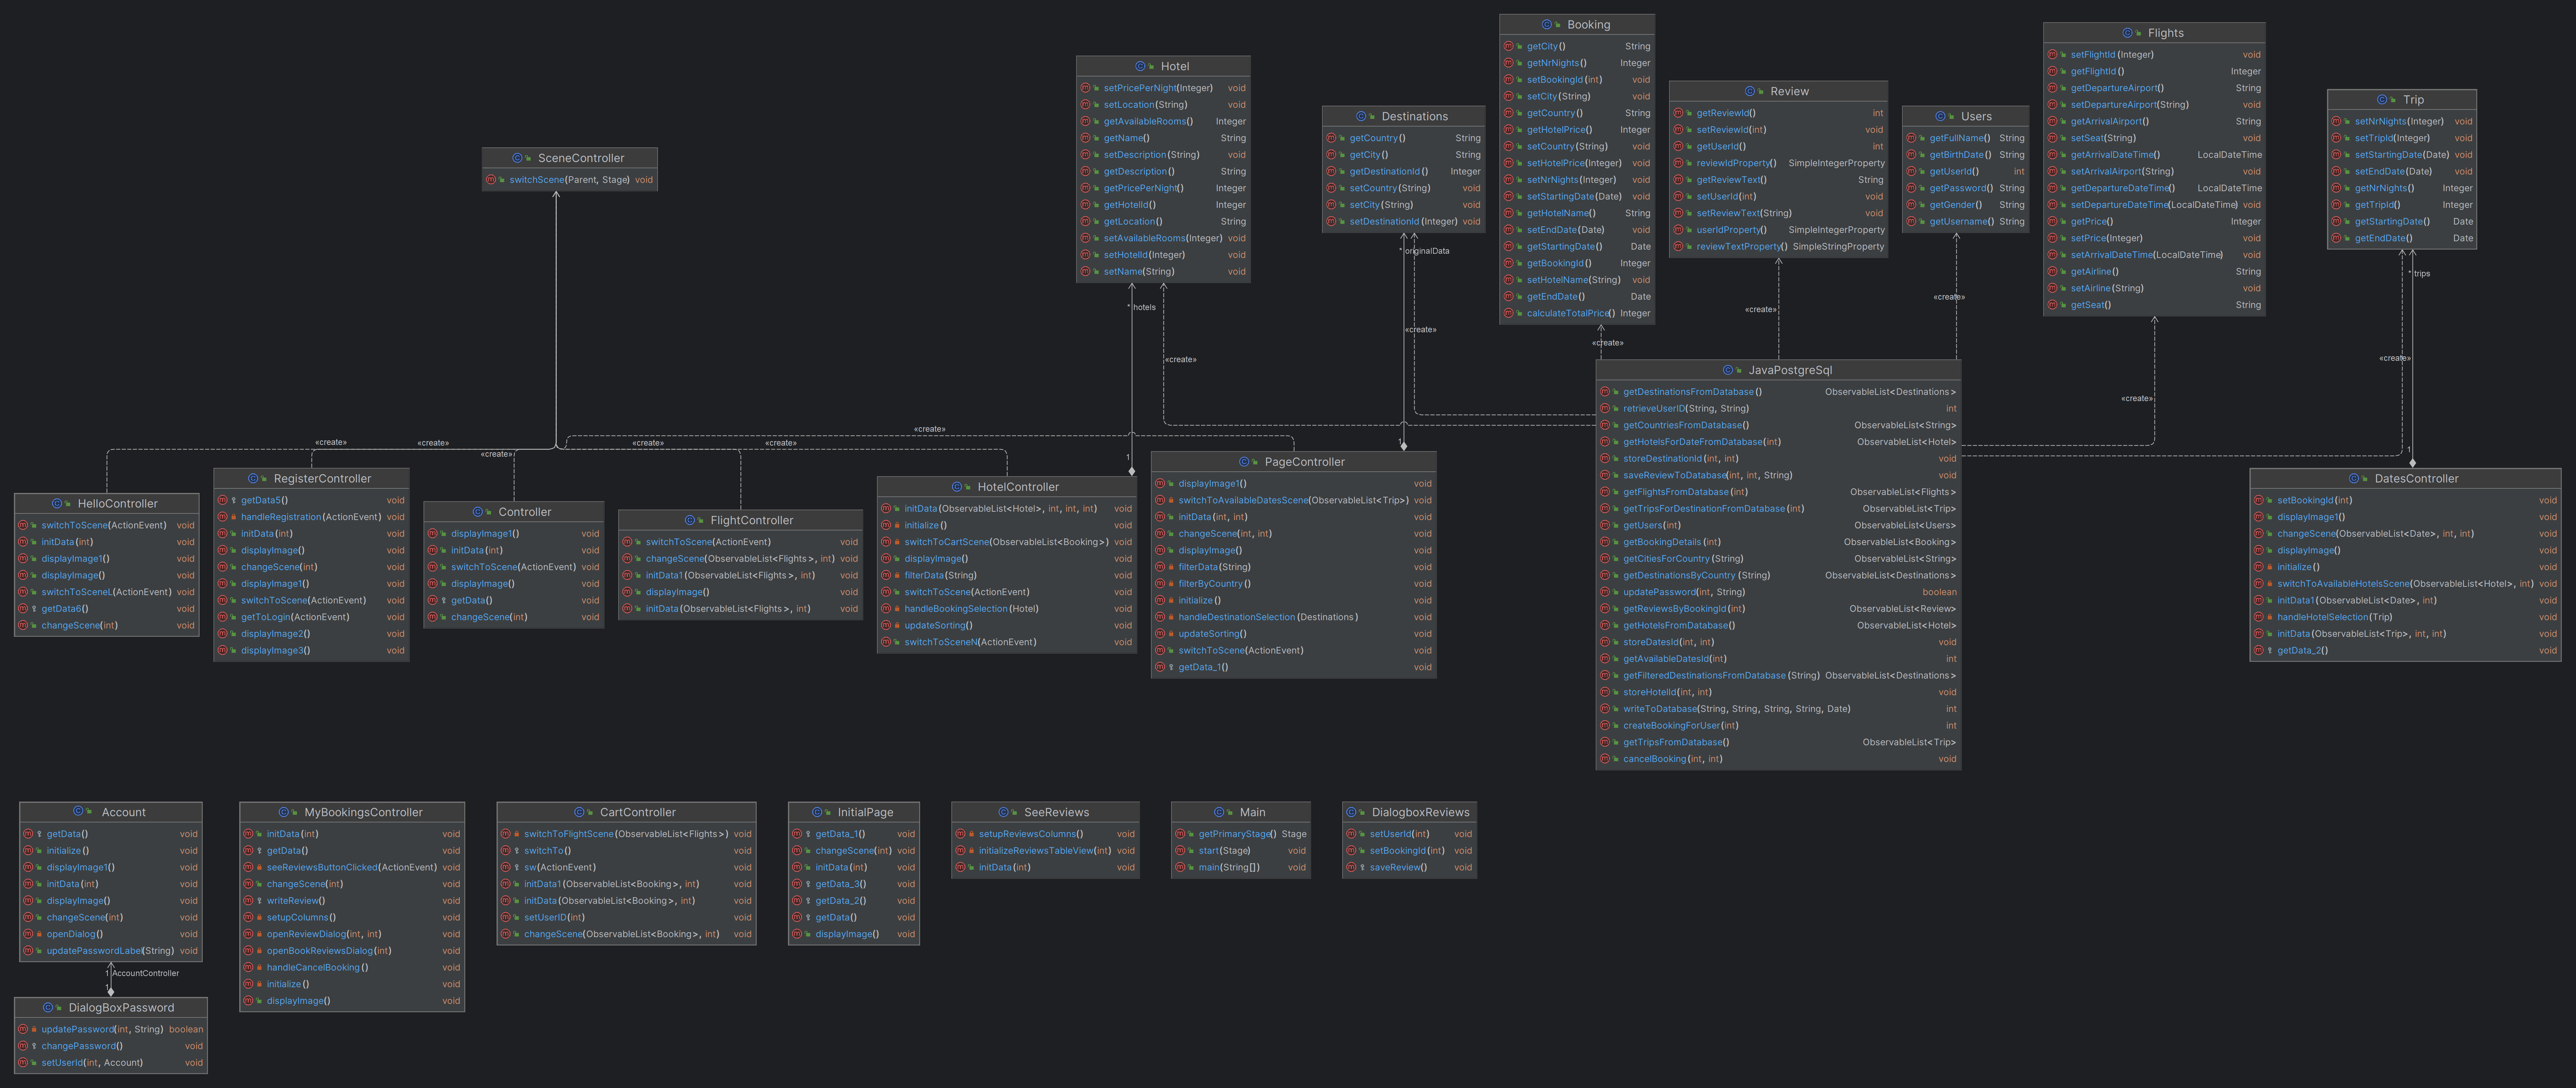 Booking
getCity() String
getNrNights() Integer
setBookingId(int) void
setCity(String) void
getCountry() String
getHotelPrice() Integer
setCountry(String) void
setHotelPrice(Integer) void
setNrNights(Integer) void
setStartingDate(Date) void
getHotelName() String
setEndDate(Date) void
getStartingDate() Date
getBookingId() Integer
setHotelName(String) void
getEndDate() Date
calculateTotalPrice() Integer
Flights
setFlightId(Integer) void
getFlightId() Integer
getDepartureAirport() String
setDepartureAirport(String) void
getArrivalAirport() String
setSeat(String) void
getArrivalDateTime() LocalDateTime
setArrivalAirport(String) void
getDepartureDateTime() LocalDateTime
setDepartureDateTime(LocalDateTime) void
getPrice() Integer
setPrice(Integer) void
setArrivalDateTime(LocalDateTime) void
getAirline() String
setAirline(String) void
getSeat() String
Hotel
setPricePerNight(Integer) void
setLocation(String) void
getAvailableRooms() Integer
getName() String
setDescription(String) void
getDescription() String
getPricePerNight() Integer
getHotelId() Integer
getLocation() String
setAvailableRooms(Integer) void
setHotelId(Integer) void
setName(String) void
Review
getReviewId() int
setReviewId(int) void
getUserId() int
reviewIdProperty() SimpleIntegerProperty
getReviewText() String
setUserId(int) void
setReviewText(String) void
userIdProperty() SimpleIntegerProperty
reviewTextProperty() SimpleStringProperty
Trip
setNrNights(Integer) void
setTripId(Integer) void
setStartingDate(Date) void
setEndDate(Date) void
getNrNights() Integer
getTripId() Integer
getStartingDate() Date
getEndDate() Date
Destinations
getCountry() String
getCity() String
getDestinationId() Integer
setCountry(String) void
setCity(String) void
setDestinationId(Integer) void
Users
getFullName() String
getBirthDate() String
getUserId() int
getPassword() String
getGender() String
getUsername() String
SceneController
switchScene(Parent, Stage) void
* originalData
* trips
* hotels
«create»
«create»
«create»
«create»
«create»
«create»
«create»
«create»
«create»
«create»
«create»
«create»
«create»
1
1
1
JavaPostgreSql
getDestinationsFromDatabase() ObservableList<Destinations>
retrieveUserID(String, String) int
getCountriesFromDatabase() ObservableList<String>
getHotelsForDateFromDatabase(int) ObservableList<Hotel>
storeDestinationId(int, int) void
saveReviewToDatabase(int, int, String) void
getFlightsFromDatabase(int) ObservableList<Flights>
getTripsForDestinationFromDatabase(int) ObservableList<Trip>
getUsers(int) ObservableList<Users>
getBookingDetails(int) ObservableList<Booking>
getCitiesForCountry(String) ObservableList<String>
getDestinationsByCountry(String) ObservableList<Destinations>
updatePassword(int, String) boolean
getReviewsByBookingId(int) ObservableList<Review>
getHotelsFromDatabase() ObservableList<Hotel>
storeDatesId(int, int) void
getAvailableDatesId(int) int
getFilteredDestinationsFromDatabase(String) ObservableList<Destinations>
storeHotelId(int, int) void
writeToDatabase(String, String, String, String, Date) int
createBookingForUser(int) int
getTripsFromDatabase() ObservableList<Trip>
cancelBooking(int, int) void
HelloController
switchToScene(ActionEvent) void
initData(int) void
displayImage1() void
displayImage() void
switchToSceneL(ActionEvent) void
getData6() void
changeScene(int) void
RegisterController
getData5() void
handleRegistration(ActionEvent) void
initData(int) void
displayImage() void
changeScene(int) void
displayImage1() void
switchToScene(ActionEvent) void
getToLogin(ActionEvent) void
displayImage2() void
displayImage3() void
Controller
displayImage1() void
initData(int) void
switchToScene(ActionEvent) void
displayImage() void
getData() void
changeScene(int) void
FlightController
switchToScene(ActionEvent) void
changeScene(ObservableList<Flights>, int) void
initData1(ObservableList<Flights>, int) void
displayImage() void
initData(ObservableList<Flights>, int) void
HotelController
initData(ObservableList<Hotel>, int, int, int) void
initialize() void
switchToCartScene(ObservableList<Booking>) void
displayImage() void
filterData(String) void
switchToScene(ActionEvent) void
handleBookingSelection(Hotel) void
updateSorting() void
switchToSceneN(ActionEvent) void
PageController
displayImage1() void
switchToAvailableDatesScene(ObservableList<Trip>) void
initData(int, int) void
changeScene(int, int) void
displayImage() void
filterData(String) void
filterByCountry() void
initialize() void
handleDestinationSelection(Destinations) void
updateSorting() void
switchToScene(ActionEvent) void
getData_1() void
DatesController
setBookingId(int) void
displayImage1() void
changeScene(ObservableList<Date>, int, int) void
displayImage() void
initialize() void
switchToAvailableHotelsScene(ObservableList<Hotel>, int) void
initData1(ObservableList<Date>, int) void
handleHotelSelection(Trip) void
initData(ObservableList<Trip>, int, int) void
getData_2() void
Account
getData() void
initialize() void
displayImage1() void
initData(int) void
displayImage() void
changeScene(int) void
openDialog() void
updatePasswordLabel(String) void
1 AccountController
1
DialogBoxPassword
updatePassword(int, String) boolean
changePassword() void
setUserId(int, Account) void
MyBookingsController
initData(int) void
getData() void
seeReviewsButtonClicked(ActionEvent) void
changeScene(int) void
writeReview() void
setupColumns() void
openReviewDialog(int, int) void
openBookReviewsDialog(int) void
handleCancelBooking() void
initialize() void
displayImage() void
CartController
switchToFlightScene(ObservableList<Flights>) void
switchTo() void
sw(ActionEvent) void
initData1(ObservableList<Booking>, int) void
initData(ObservableList<Booking>, int) void
setUserID(int) void
changeScene(ObservableList<Booking>, int) void
InitialPage
getData_1() void
changeScene(int) void
initData(int) void
getData_3() void
getData_2() void
getData() void
displayImage() void
SeeReviews
setupReviewsColumns() void
initializeReviewsTableView(int) void
initData(int) void
Main
getPrimaryStage() Stage
start(Stage) void
main(String[]) void
DialogboxReviews
setUserId(int) void
setBookingId(int) void
saveReview() void